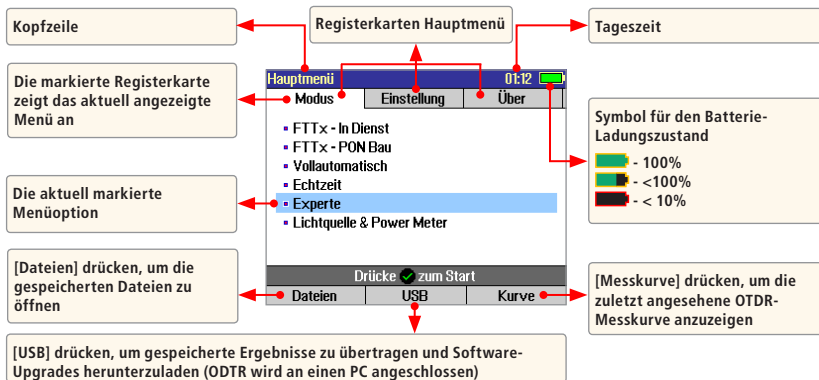 Kopfzeile
Registerkarten Hauptmenü
Tageszeit
Die markierte Registerkarte
zeigt das aktuell angezeigte
Menü an
Hauptmenü 01:12
Modus Einstellung Über
FTTx - In Dienst
FTTx - PON Bau
Vollautomatisch
Echtzeit
Experte
Lichtquelle & Power Meter
Drücke zum Start
Dateien USB Kurve
Symbol für den Batterie-
Ladungszustand
- 100%
- <100%
- < 10%
Die aktuell markierte
Menüoption
[Dateien] drücken, um die
gespeicherten Dateien zu
öffnen
[Messkurve] drücken, um die
zuletzt angesehene OTDR-
Messkurve anzuzeigen
[USB] drücken, um gespeicherte Ergebnisse zu übertragen und Software-
Upgrades herunterzuladen (ODTR wird an einen PC angeschlossen)